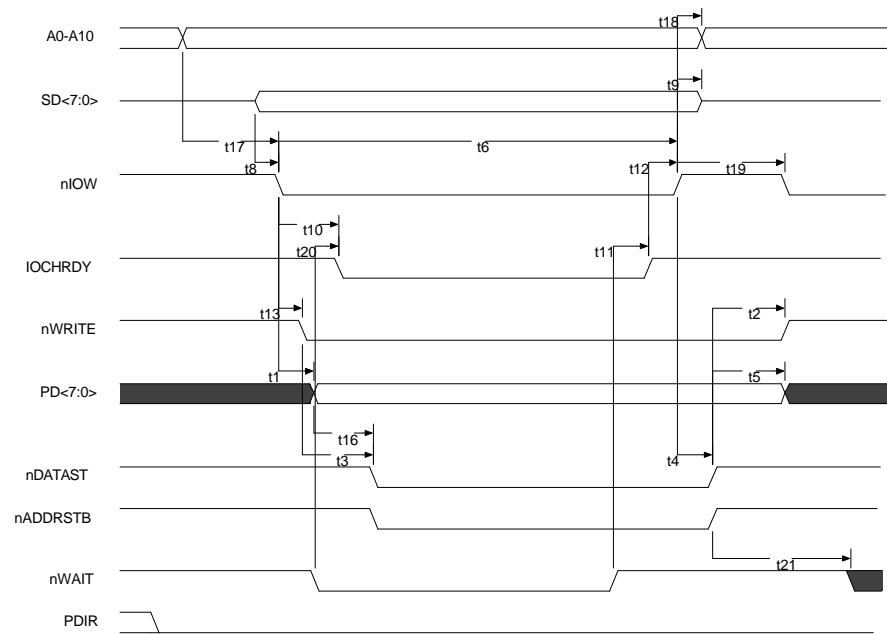 t18
A0-A10
SD<7:0>
t9
t17
t6
t8
t12
t19
nIOW
t10
t20
t11
IOCHRDY
t13
t2
nWRITE
t1
t5
PD<7:0>
t16
t3
t4
nDATAST
nADDRSTB
t21
nWAIT
PDIR